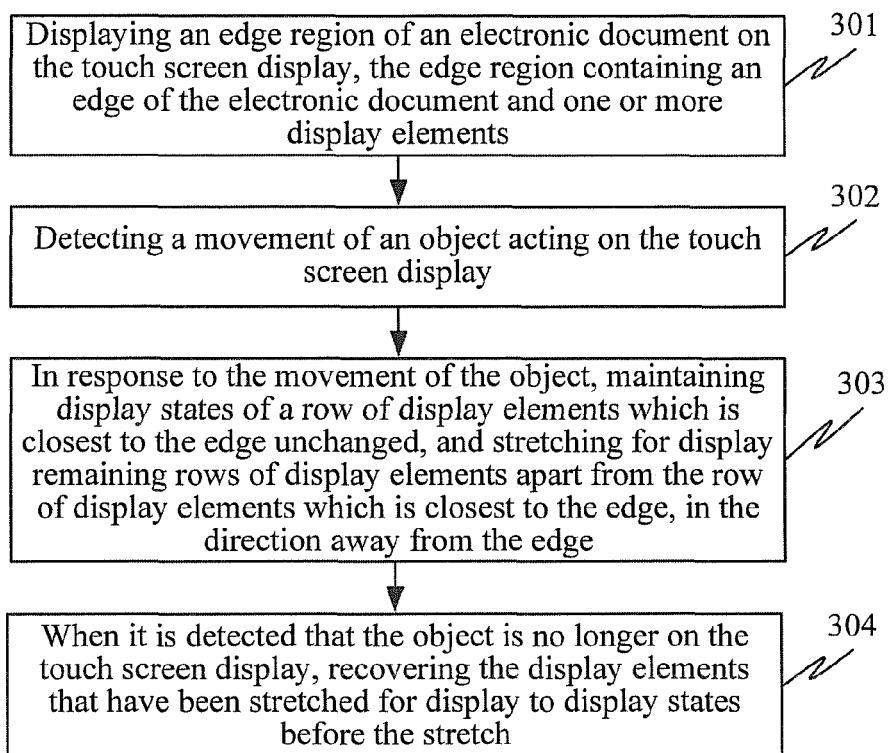 Displaying an edge region of an electronic document on
the touch screen display, the edge region containing an
edge of the electronic document and one or more
display elements
301
Detecting a movement of an object acting on the touch
screen display
302
In response to the movement of the object, maintaining
display states of a row of display elements which is
closest to the edge unchanged, and stretching for display
remaining rows of display elements apart from the row
of display elements which is closest to the edge, in the
direction away from the edge
303
When it is detected that the object is no longer on the
touch screen display, recovering the display elements
that have been stretched for display to display states
before the stretch
304